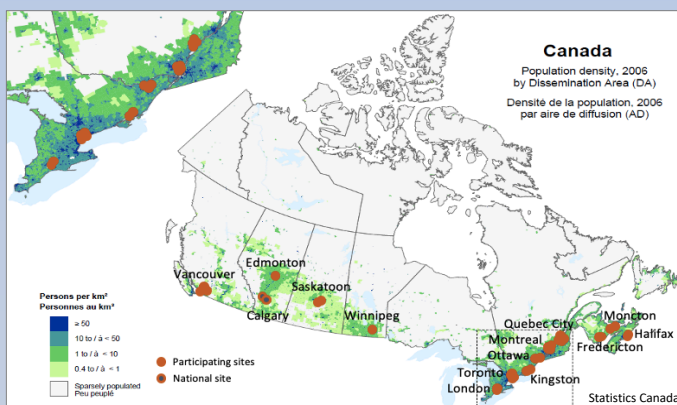 Canada
Population density, 2006
by Dissemination Area (DA)
Densité de la population, 2006
par aire de diffusion (AD)
Edmonton
Vancouver
Saskatoon
Calgary
Winnipeg
Quebec City
Moncton
Montreal
Halifax
Ottawa
Fredericton
Toronto
Kingston
London
Persons per km²
Personnes au km²
≥ 50
10 to / à < 50
1 to / à < 10
0.4 to / à < 1
Sparsely populated
Peu peuplé
Participating sites
National site
Statistics Canada